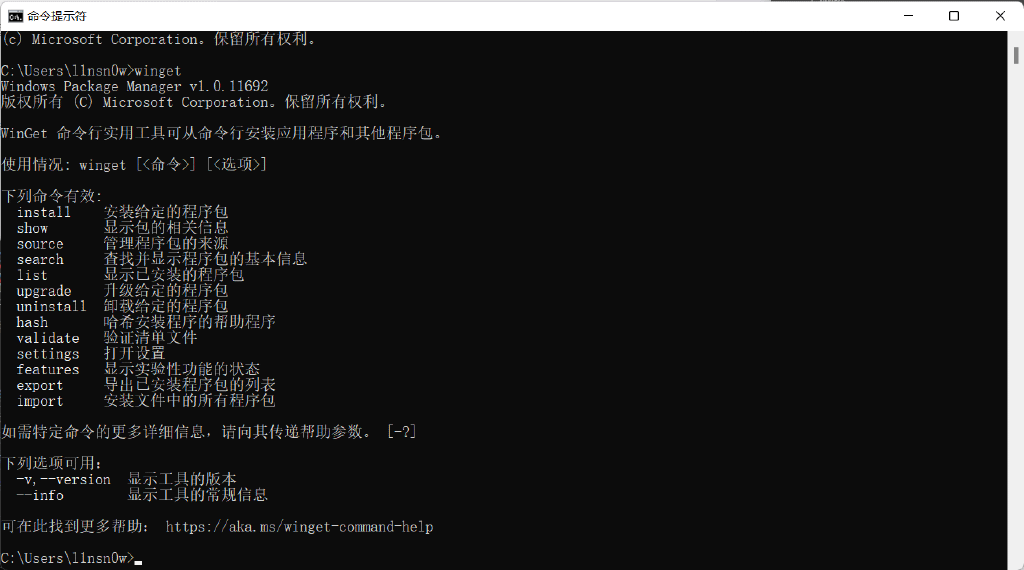 命令提示符
(c) Microsoft Corporation。保留所有权利。
C:\Users\l1nsn0w>winget
Windows Package Manager v1.0.11692
版权所有 (C) Microsoft Corporation。保留所有权利。
WinGet 命令行实用工具可从命令行安装应用程序和其他程序包。
使用情况: winget [<命令>] [<选项>]
下列命令有效:
install 安装给定的程序包
show 显示包的相关信息
source 管理程序包的来源
search 查找并显示程序包的基本信息
list 显示已安装的程序包
upgrade 升级给定的程序包
uninstall 卸载给定的程序包
hash 哈希安装程序的帮助程序
validate 验证清单文件
settings 打开设置
features 显示实验性功能的状态
export 导出已安装程序包的列表
import 安装文件中的所有程序包
如需特定命令的更多详细信息，请向其传递帮助参数。 [-?]
下列选项可用：
-v,--version 显示工具的版本
--info 显示工具的常规信息
可在此找到更多帮助： https://aka.ms/winget-command-help
C:\Users\l1nsn0w>